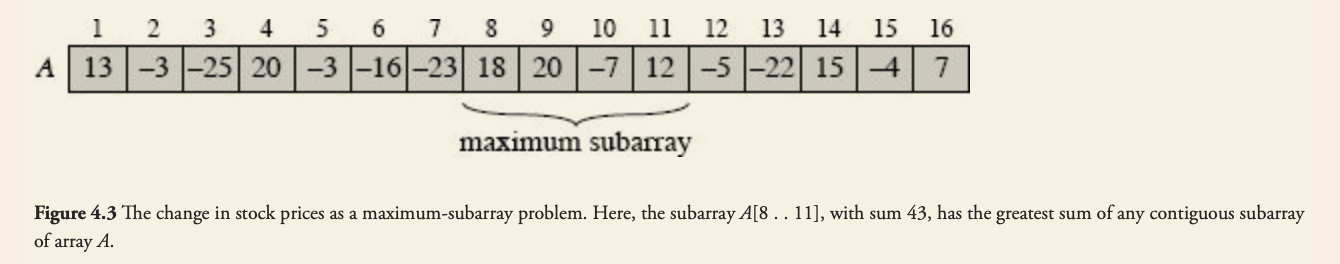 1 2 3 4 5 6 7 8 9 10 11 12 13 14 15 16
A 13 –3 –25 20 –3 –16 –23 18 20 –7 12 –5 –22 15 –4 7
maximum subarray
Figure 4.3 The change in stock prices as a maximum-subarray problem. Here, the subarray A[8 . . 11], with sum 43, has the greatest sum of any contiguous subarray
of array A.